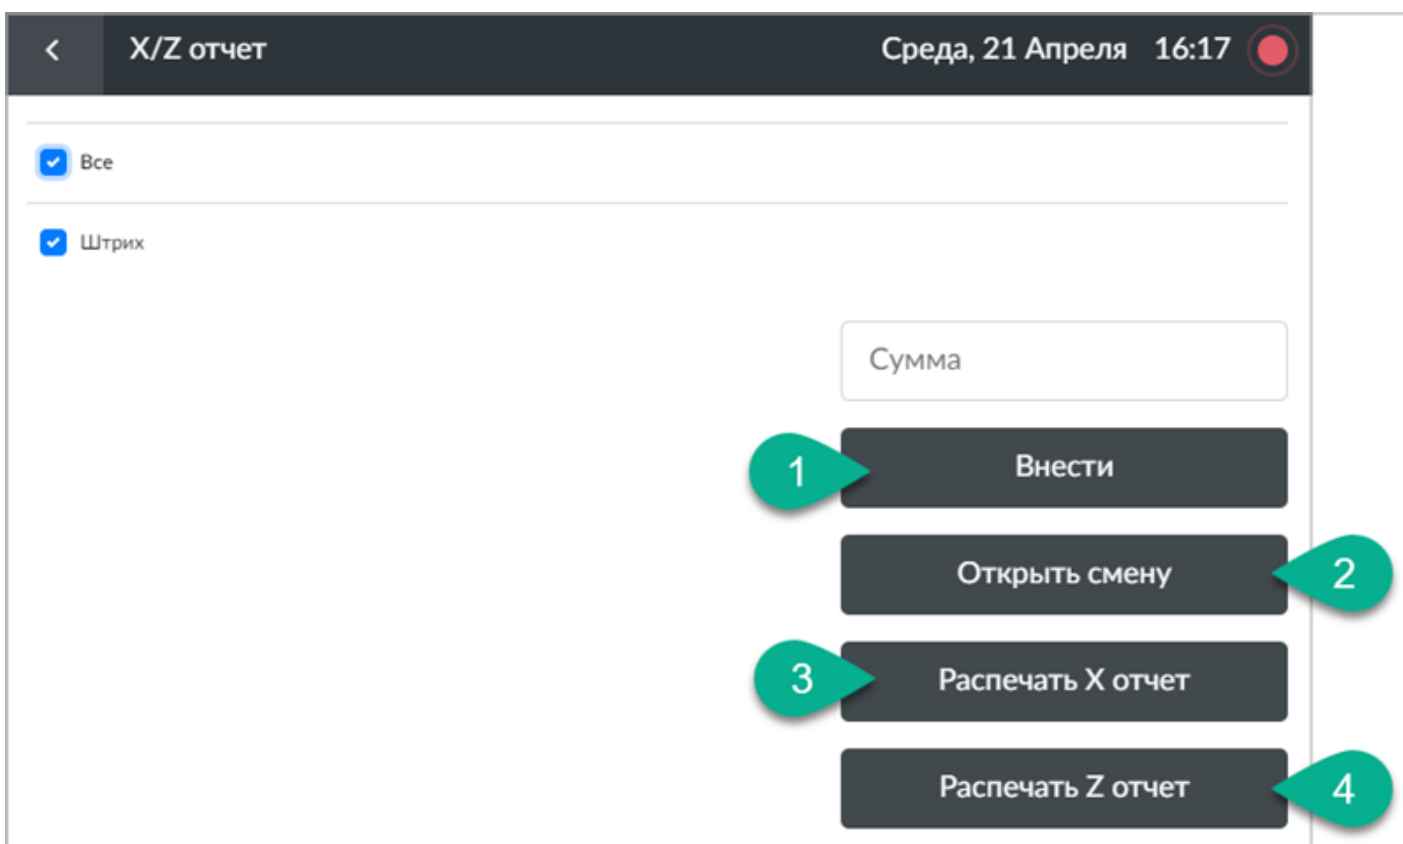 X/Z отчет Среда, 21 Апреля 16:17
Все
Штрих
Сумма
1 Внести
Открыть смену 2
3 Распечать X отчет
Распечать Z отчет 4